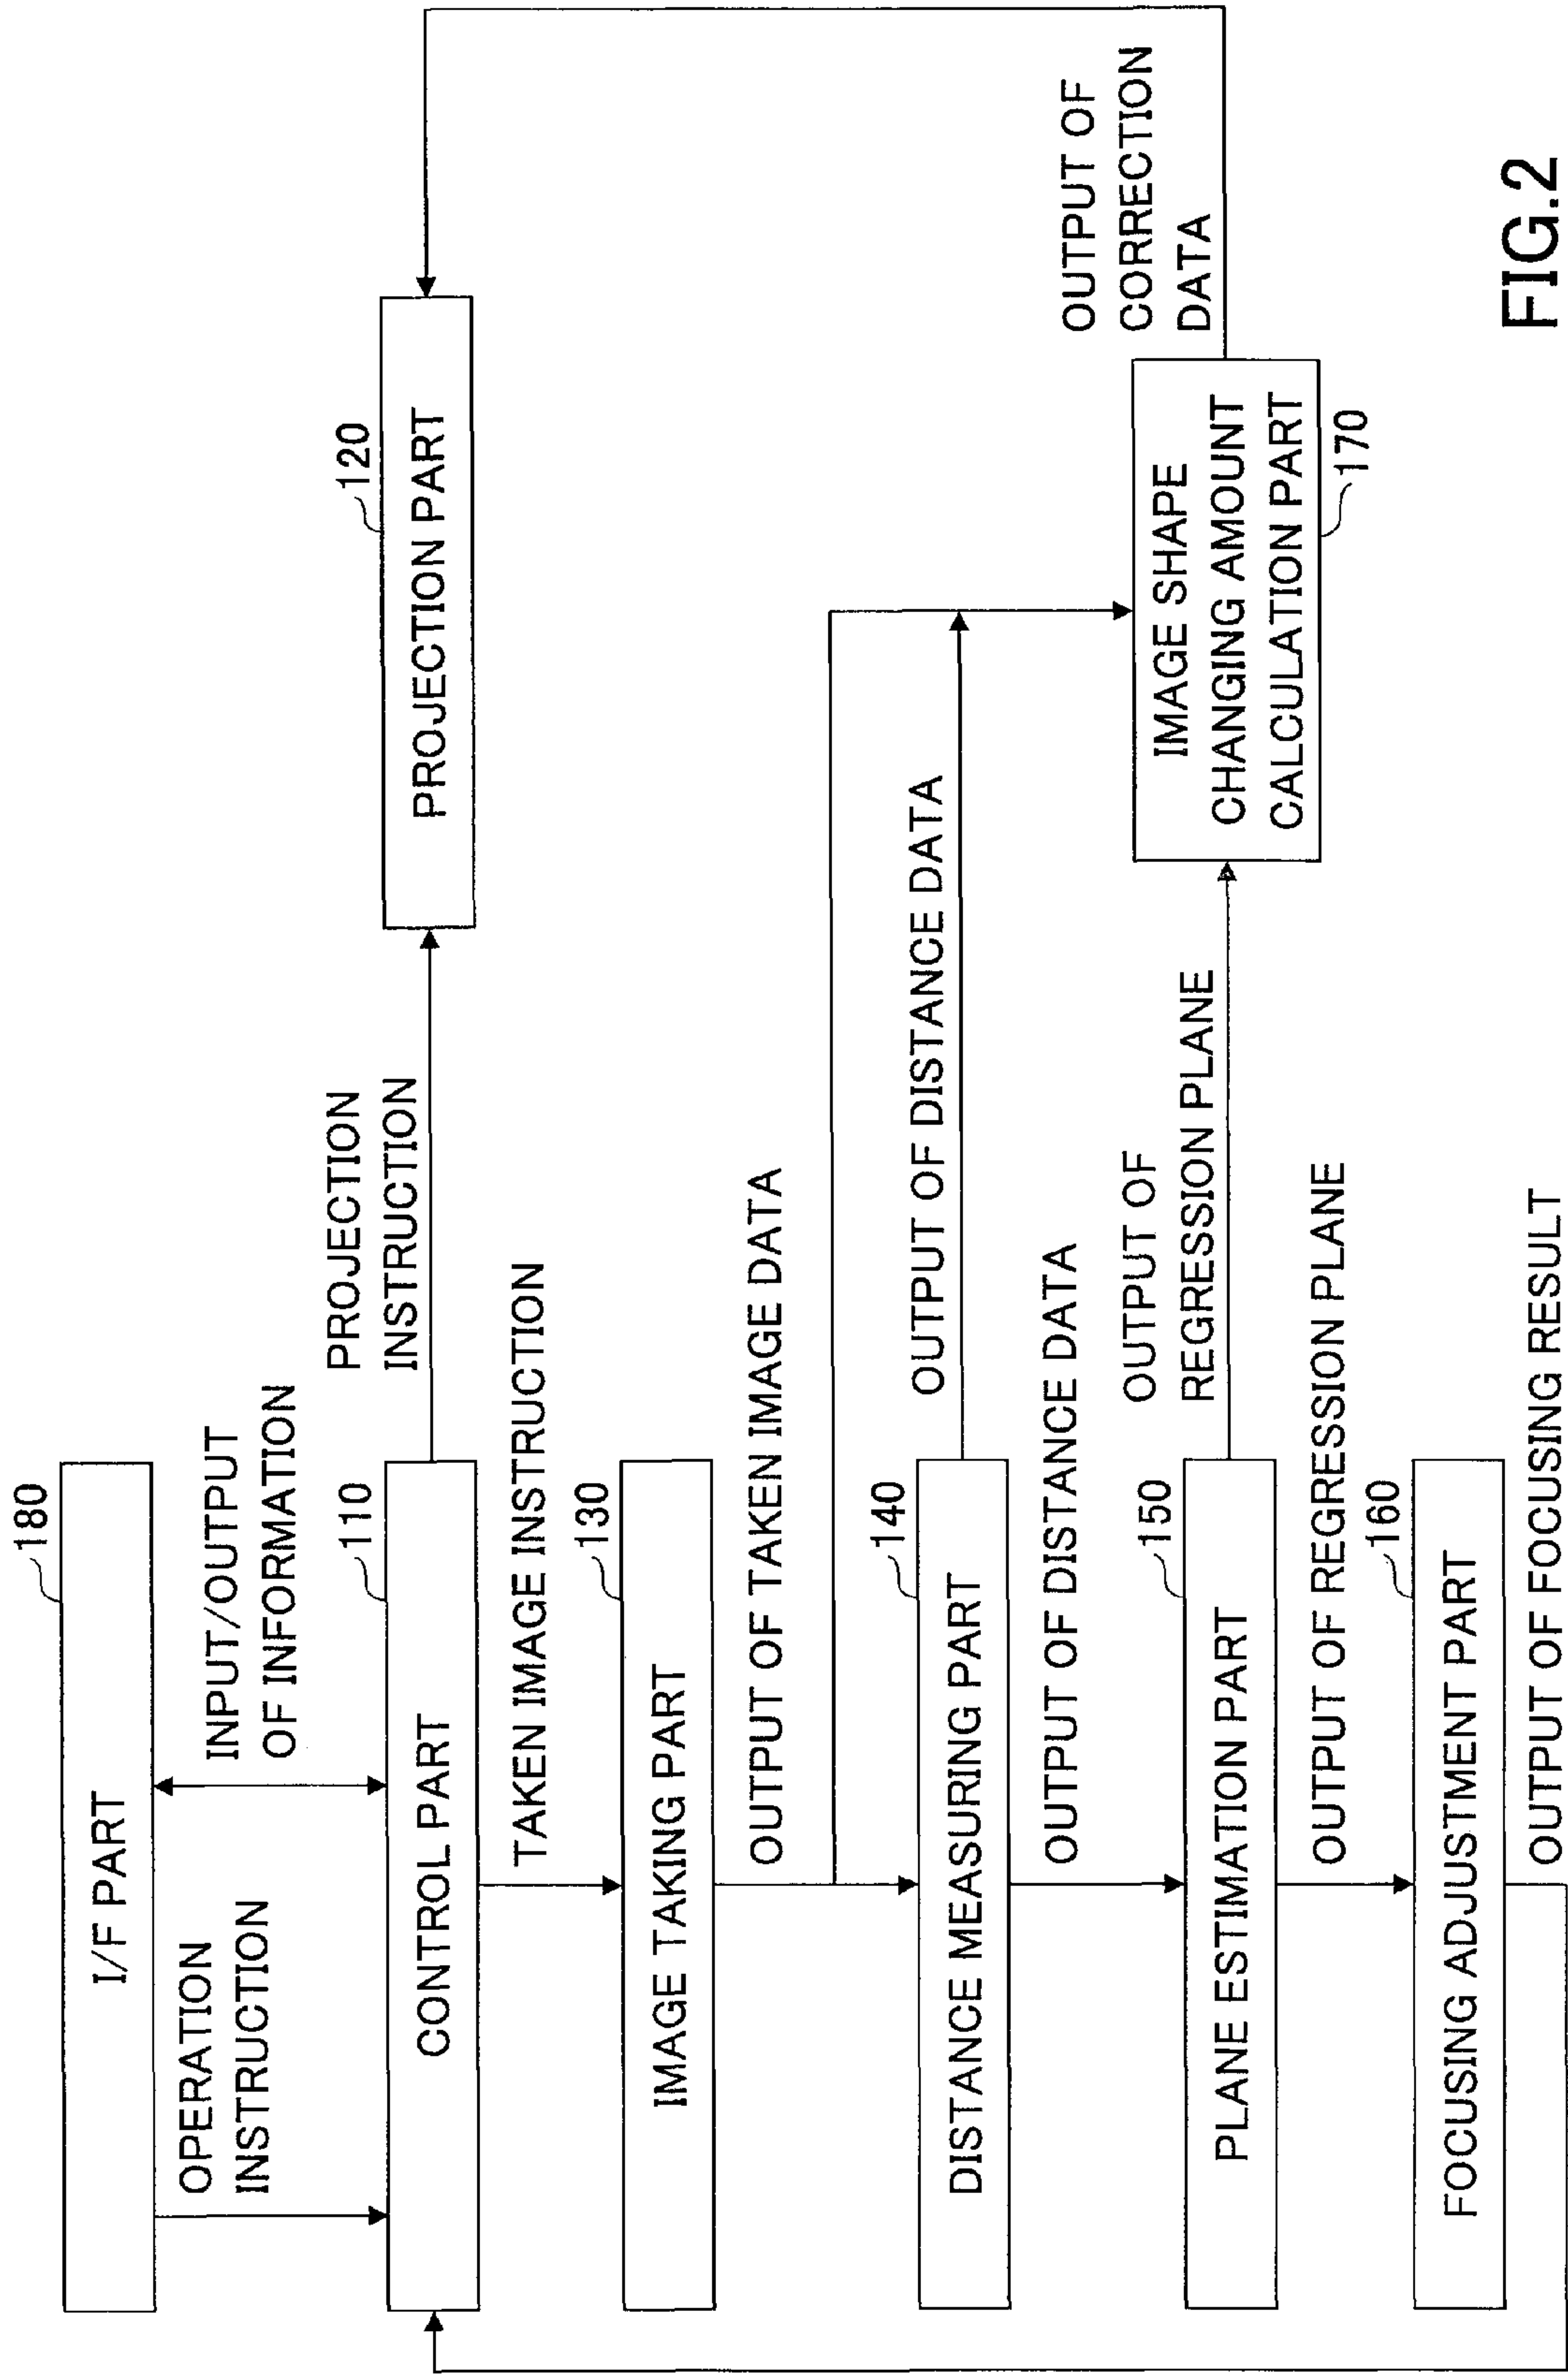 180
I/F PART
OPERATION
INSTRUCTION
INPUT/OUTPUT
OF INFORMATION
110
CONTROL PART
PROJECTION
INSTRUCTION
120
PROJECTION PART
TAKEN IMAGE INSTRUCTION
130
IMAGE TAKING PART
OUTPUT OF TAKEN IMAGE DATA
140
DISTANCE MEASURING PART
OUTPUT OF DISTANCE DATA
OUTPUT OF DISTANCE DATA
150
PLANE ESTIMATION PART
OUTPUT OF
REGRESSION PLANE
IMAGE SHAPE
CHANGING AMOUNT
CALCULATION PART
170
OUTPUT OF
CORRECTION
DATA
OUTPUT OF REGRESSION PLANE
160
FOCUSING ADJUSTMENT PART
OUTPUT OF FOCUSING RESULT
FIG.2